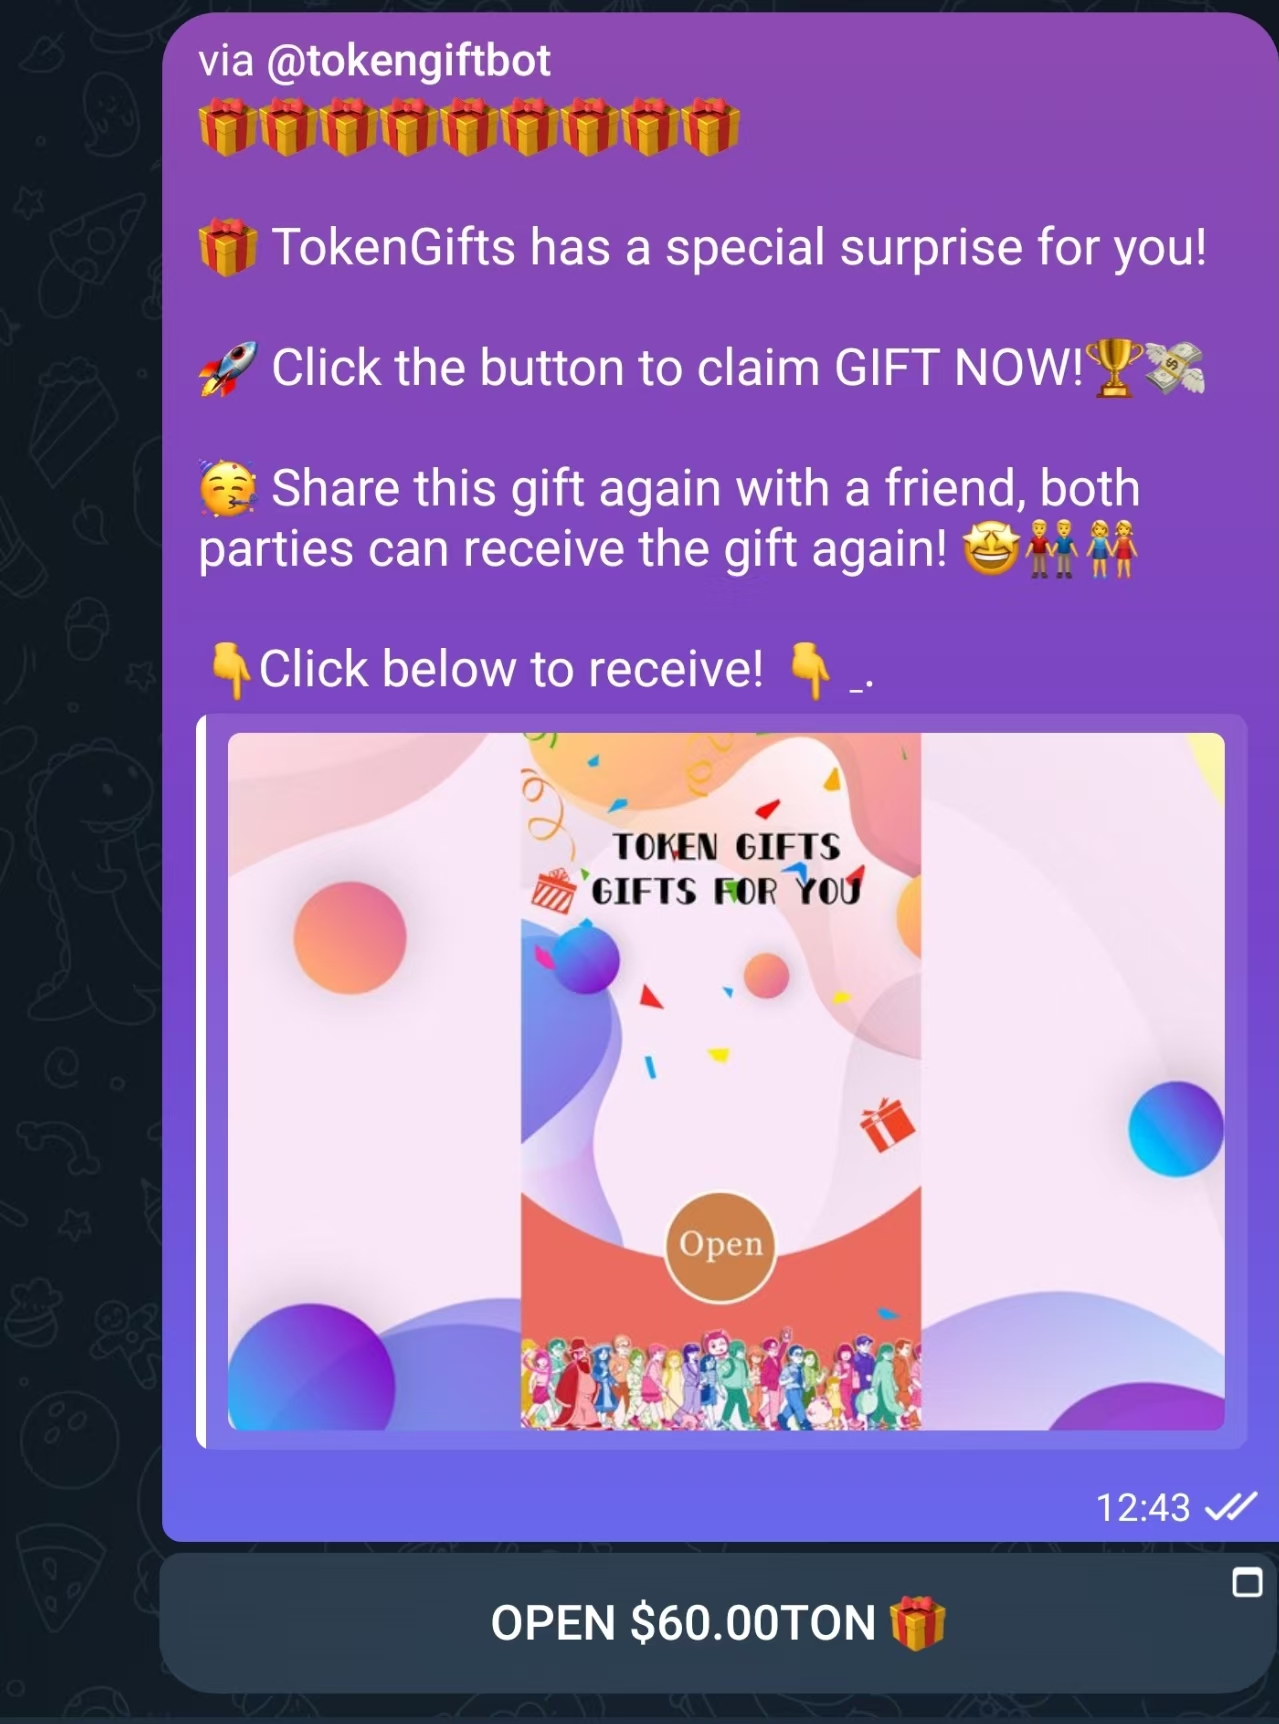 via @tokengiftbot
🎁🎁🎁🎁🎁🎁🎁🎁🎁
🎁 TokenGifts has a special surprise for you!
🚀 Click the button to claim GIFT NOW!🏆💸
🥳 Share this gift again with a friend, both
parties can receive the gift again! 🤩👬👭
👇Click below to receive! 👇 _.
TOKEN GIFTS
GIFTS FOR YOU
Open
12:43
OPEN $60.00TON 🎁